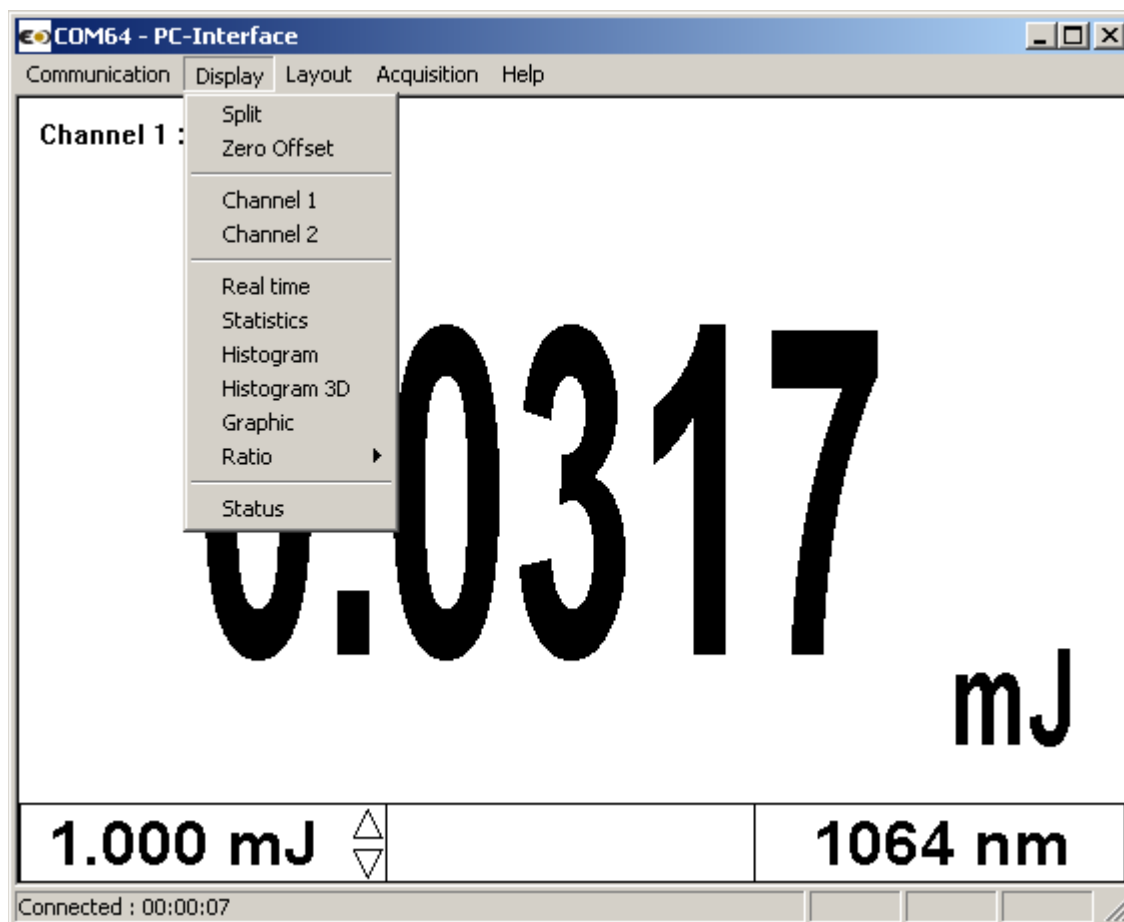 COM64 - PC-Interface
Communication Display Layout Acquisition Help
Channel 1 :
Split
Zero Offset
Channel 1
Channel 2
Real time
Statistics
Histogram
Histogram 3D
Graphic
Ratio
Status
0.0317
mJ
1.000 mJ
1064 nm
Connected : 00:00:07